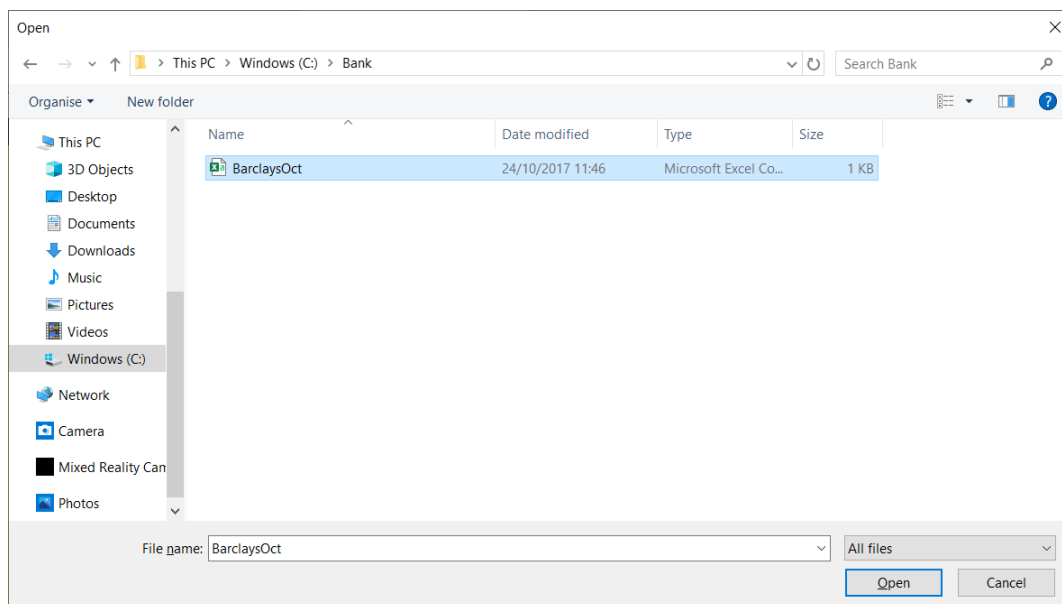 Open
This PC > Windows (C:) > Bank
Search Bank
Organise
New folder
This PC
3D Objects
Desktop
Documents
Downloads
Music
Pictures
Videos
Windows (C:)
Network
Camera
Mixed Reality Cam
Photos
Name Date modified Type Size
BarclaysOct 24/10/2017 11:46 Microsoft Excel Co... 1 KB
File name: BarclaysOct
All files
Open
Cancel